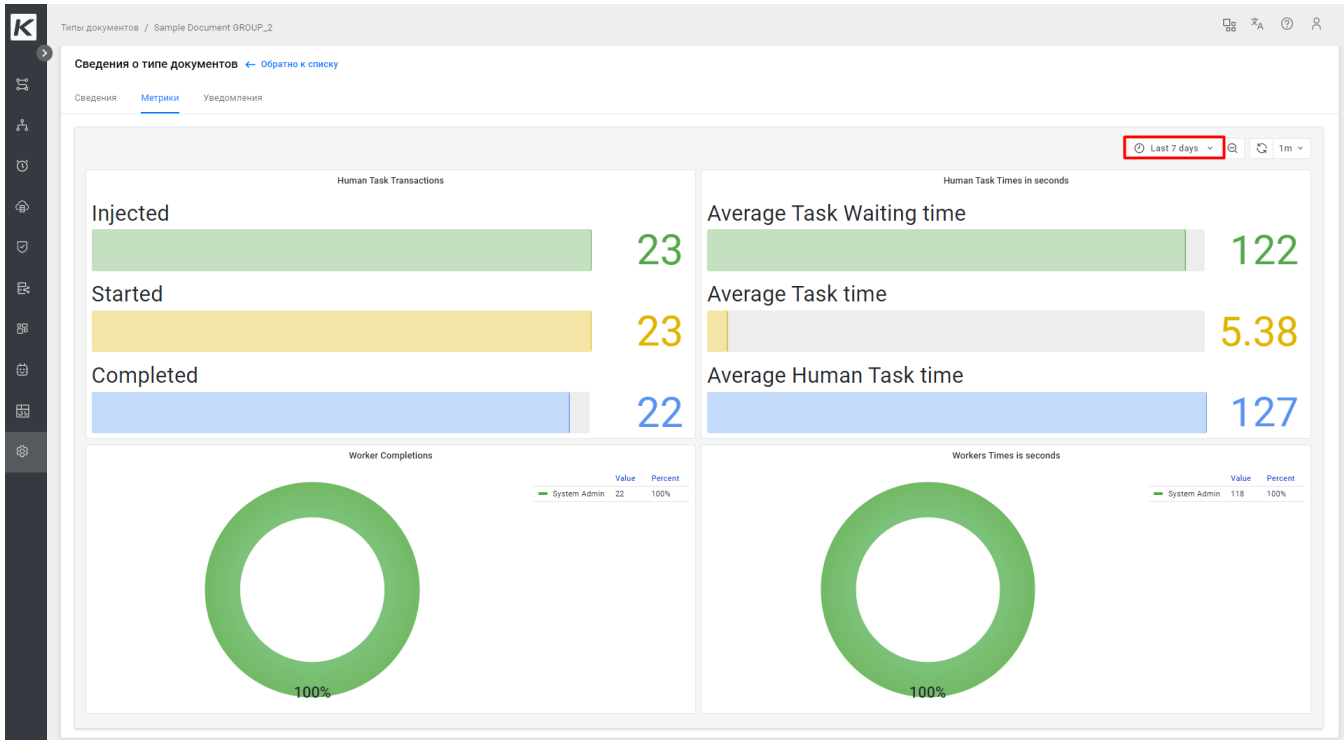 K
Типы документов / Sample Document GROUP_2
Сведения о типе документов ← Обратно к списку
Сведения Метрики Уведомления
Last 7 days 1m
Human Task Transactions
Injected
23
Started
23
Completed
22
Human Task Times in seconds
Average Task Waiting time
122
Average Task time
5.38
Average Human Task time
127
Worker Completions
Value Percent
System Admin 22 100%
100%
Workers Times is seconds
Value Percent
System Admin 118 100%
100%